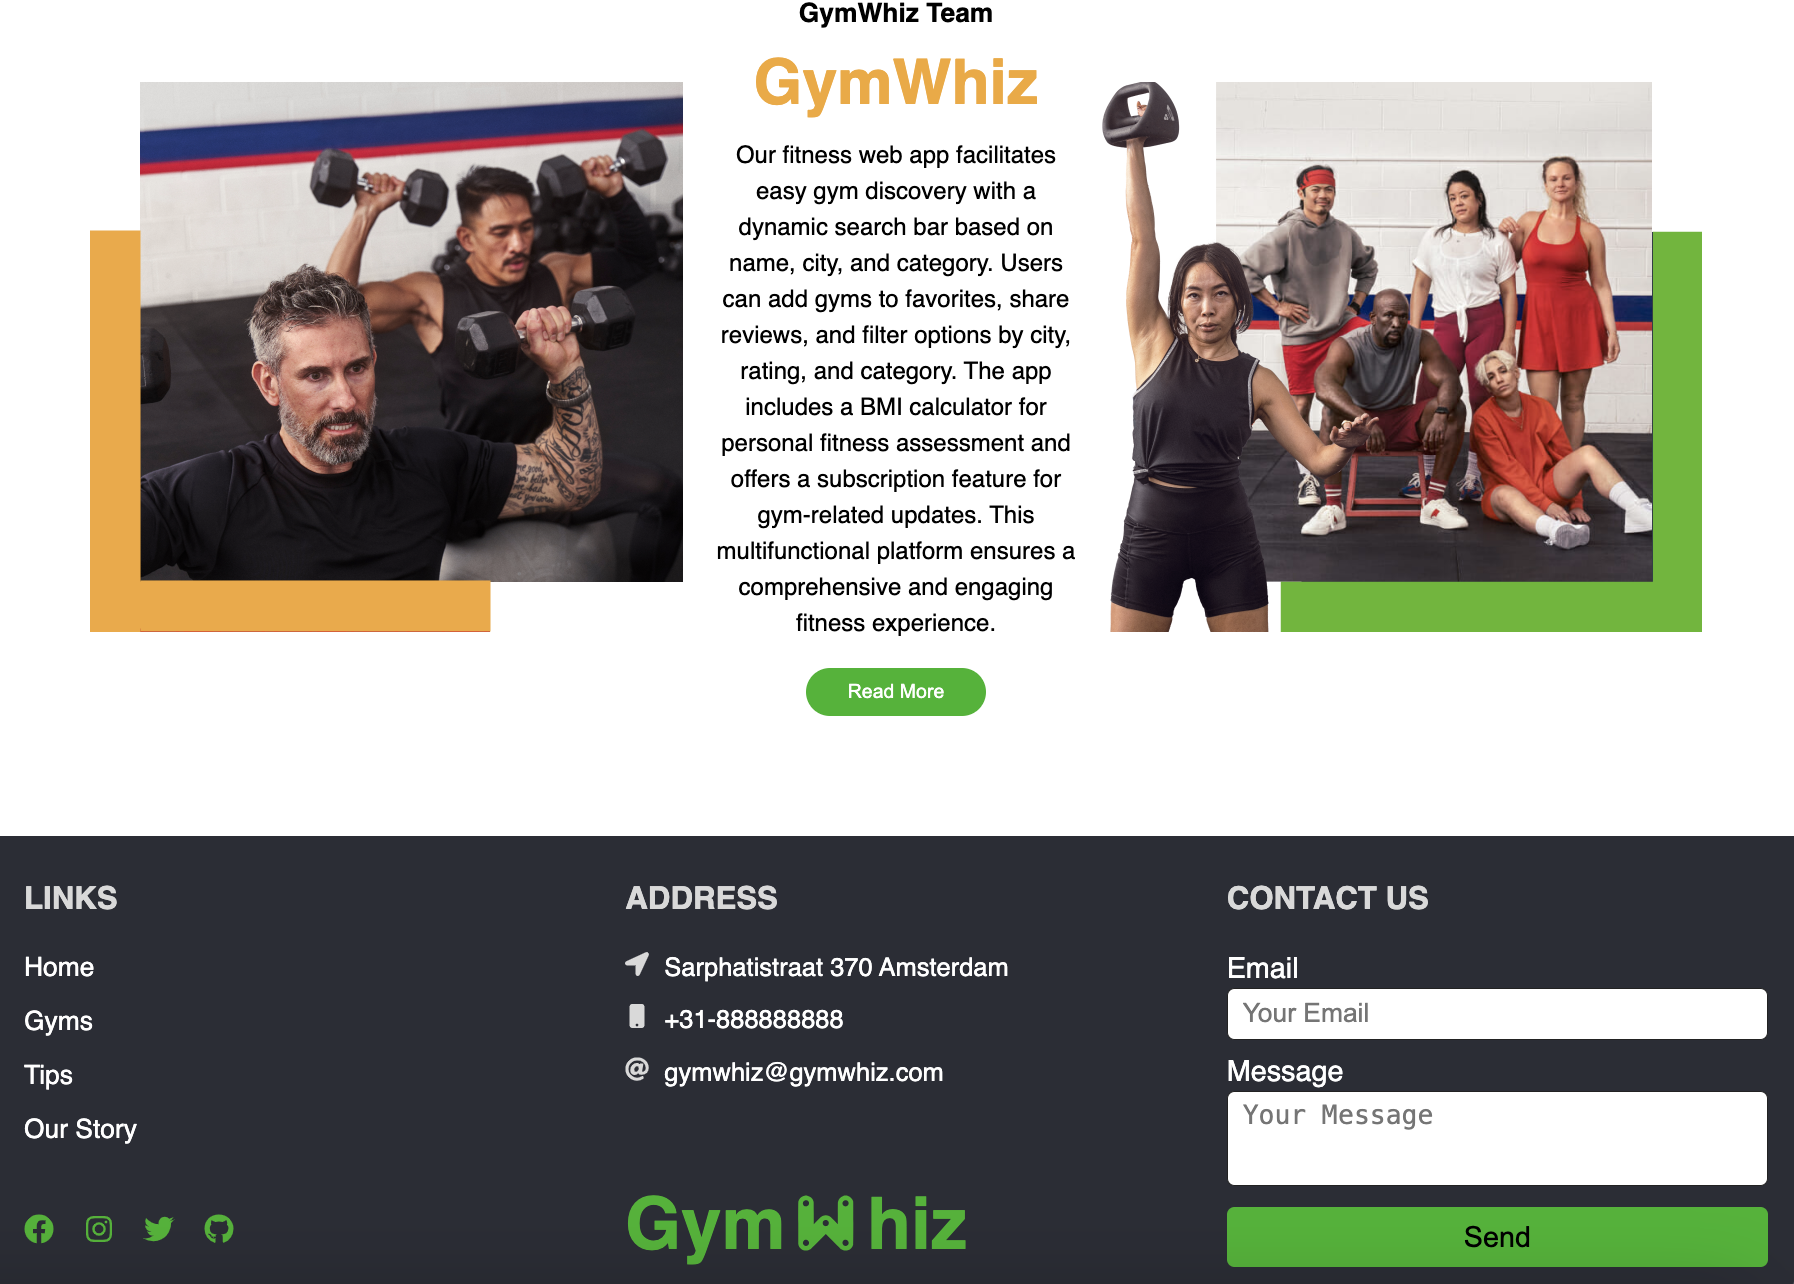 GymWhiz Team
GymWhiz
Our fitness web app facilitates
easy gym discovery with a
dynamic search bar based on
name, city, and category. Users
can add gyms to favorites, share
reviews, and filter options by city,
rating, and category. The app
includes a BMI calculator for
personal fitness assessment and
offers a subscription feature for
gym-related updates. This
multifunctional platform ensures a
comprehensive and engaging
fitness experience.
Read More
LINKS
Home
Gyms
Tips
Our Story
ADDRESS
Sarphatistraat 370 Amsterdam
+31-888888888
gymwhiz@gymwhiz.com
GymWhiz
CONTACT US
Email
Your Email
Message
Your Message
Send